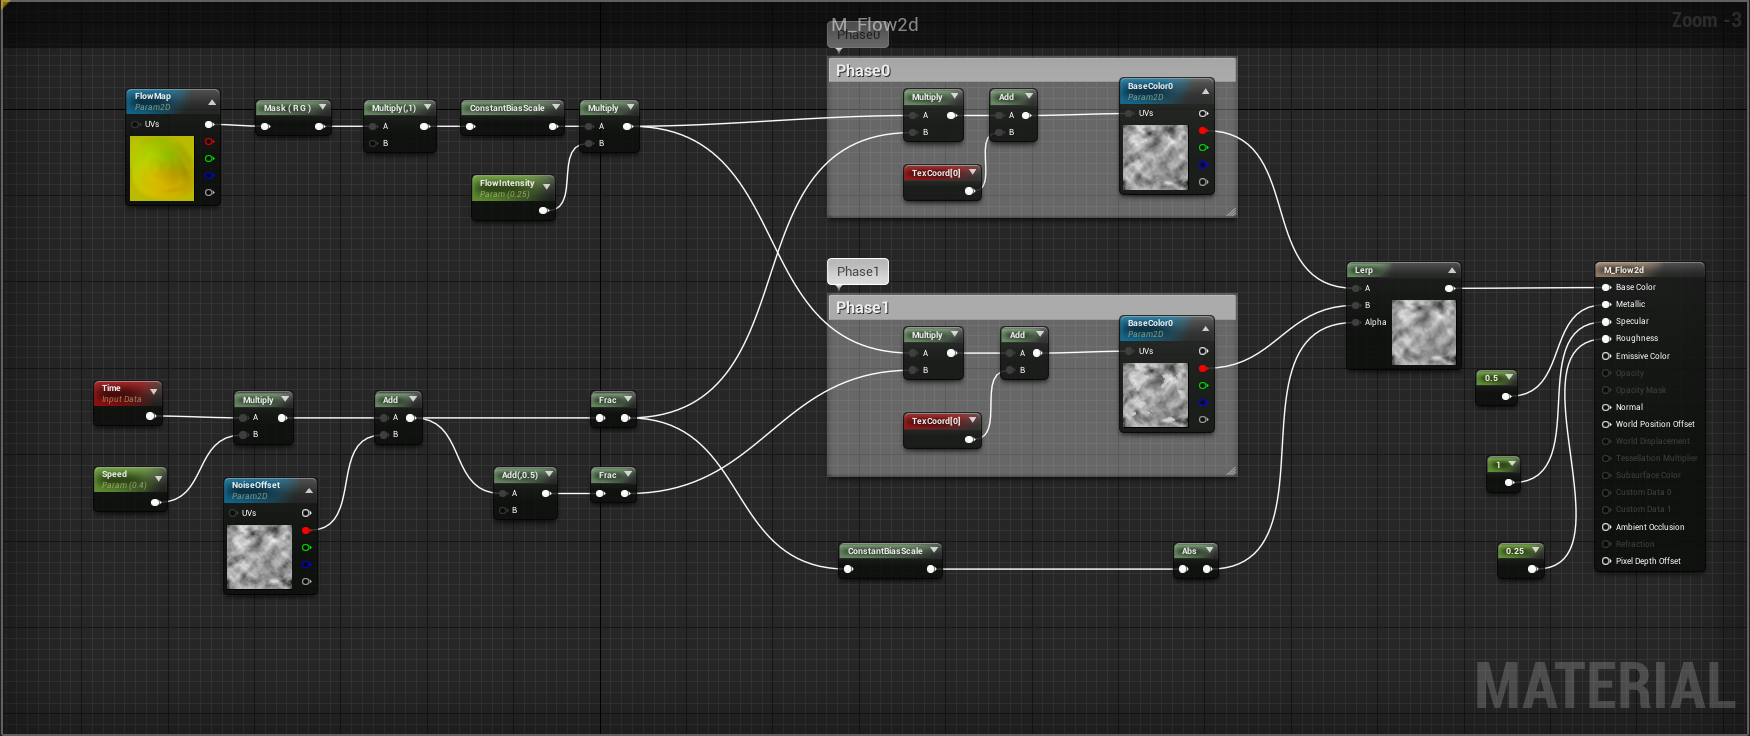 M_Flow2d
Zoom -3
Phase0
Phase0
FlowMap
Param2D
UVs
Mask ( R G )
Multiply(,1)
A
B
ConstantBiasScale
Multiply
A
B
FlowIntensity
Param (0.25)
Multiply
A
B
Add
A
B
TexCoord[0]
BaseColor0
Param2D
UVs
Phase1
Phase1
Multiply
A
B
Add
A
B
TexCoord[0]
BaseColor0
Param2D
UVs
Lerp
A
B
Alpha
Time
Input Data
Multiply
A
B
Add
A
B
Frac
Speed
Param (0.4)
NoiseOffset
Param2D
UVs
Add(,0.5)
A
B
Frac
ConstantBiasScale
Abs
0.5
1
0.25
M_Flow2d
Base Color
Metallic
Specular
Roughness
Emissive Color
Opacity
Opacity Mask
Normal
World Position Offset
World Displacement
Tessellation Multiplier
Subsurface Color
Custom Data 0
Custom Data 1
Ambient Occlusion
Refraction
Pixel Depth Offset
MATERIAL